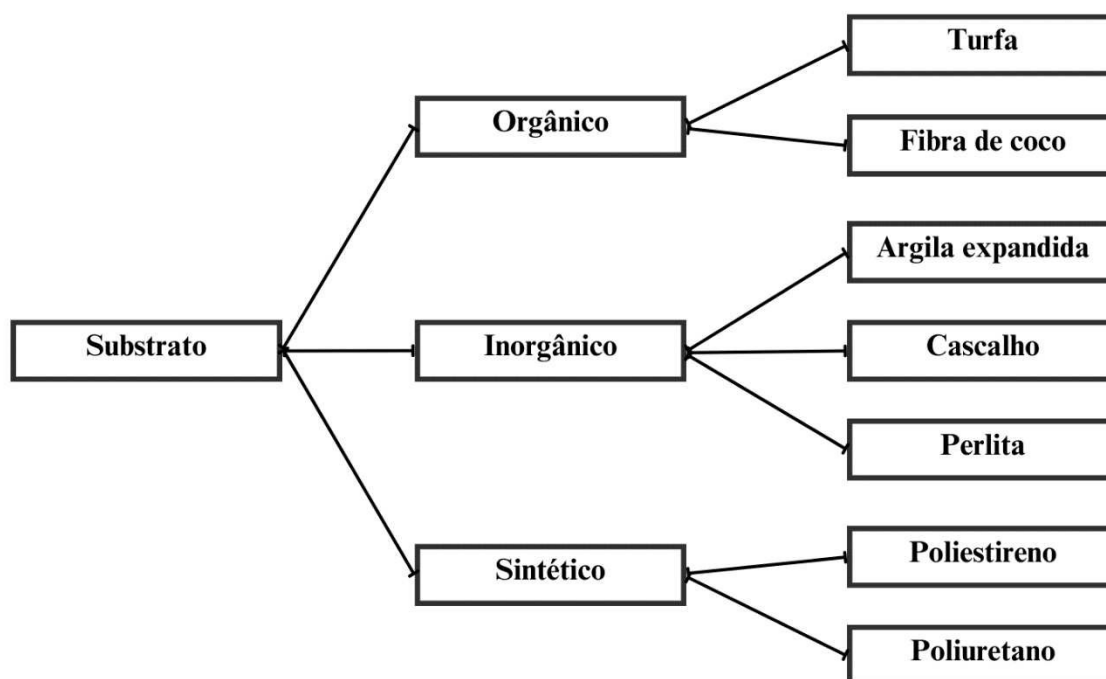 Turfa
Orgânico
Fibra de coco
Argila expandida
Substrato
Inorgânico
Cascalho
Perlita
Poliestireno
Sintético
Poliuretano